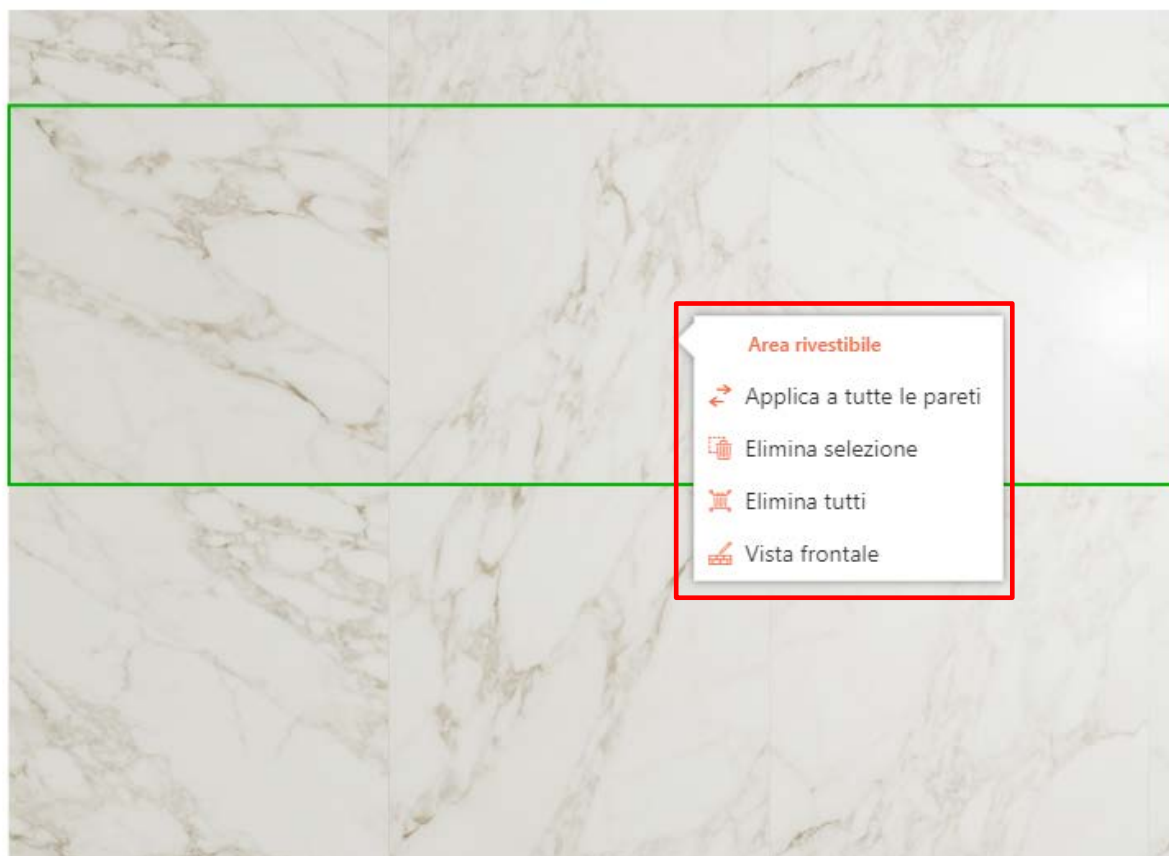 Area rivestibile
Applica a tutte le pareti
Elimina selezione
Elimina tutti
Vista frontale